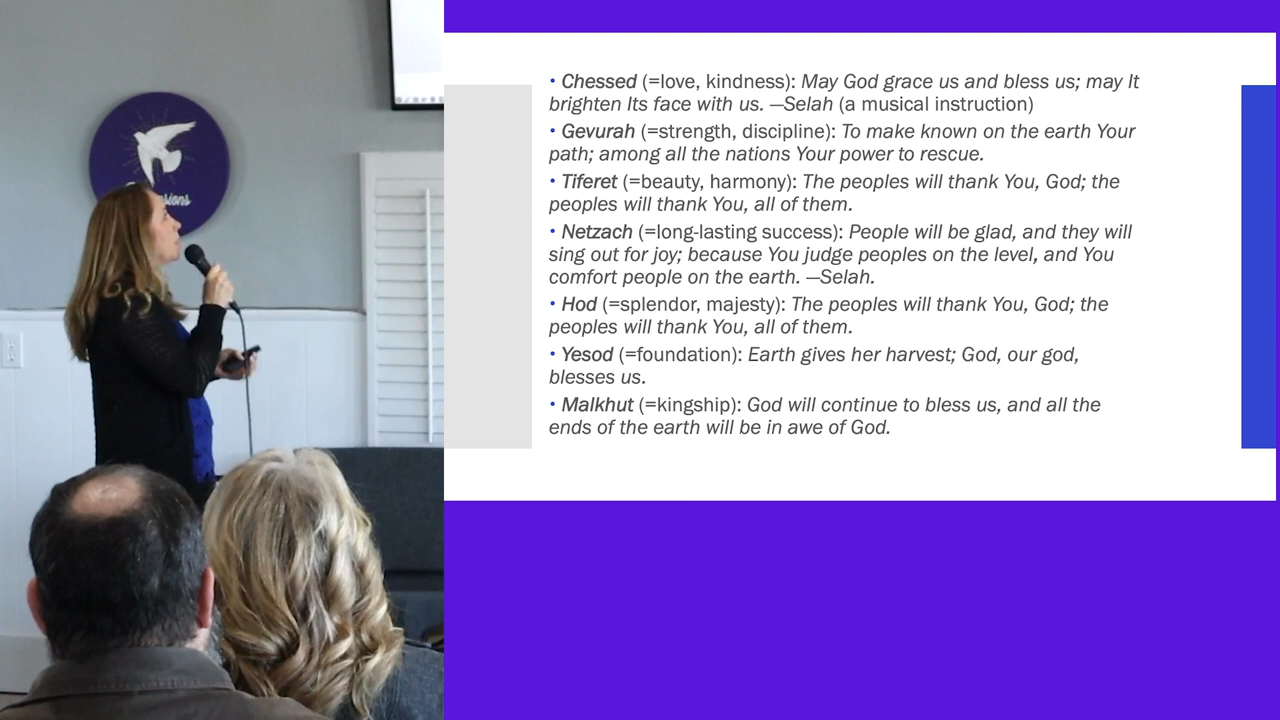 • Chessed (=love, kindness): May God grace us and bless us; may It
brighten Its face with us. —Selah (a musical instruction)
• Gevurah (=strength, discipline): To make known on the earth Your
path; among all the nations Your power to rescue.
• Tiferet (=beauty, harmony): The peoples will thank You, God; the
peoples will thank You, all of them.
• Netzach (=long-lasting success): People will be glad, and they will
sing out for joy; because You judge peoples on the level, and You
comfort people on the earth. —Selah.
• Hod (=splendor, majesty): The peoples will thank You, God; the
peoples will thank You, all of them.
• Yesod (=foundation): Earth gives her harvest; God, our god,
blesses us.
• Malkhut (=kingship): God will continue to bless us, and all the
ends of the earth will be in awe of God.